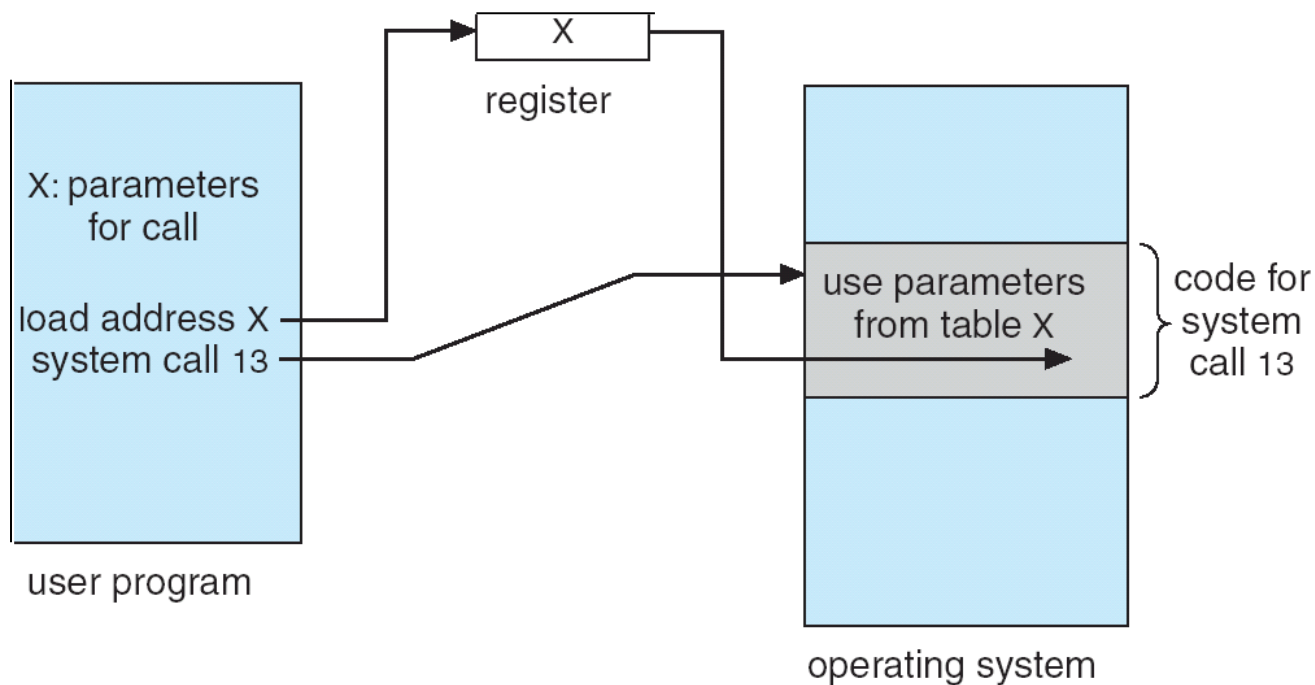 X
register
X: parameters
for call
load address X
system call 13
user program
use parameters
from table X
code for
system
call 13
operating system